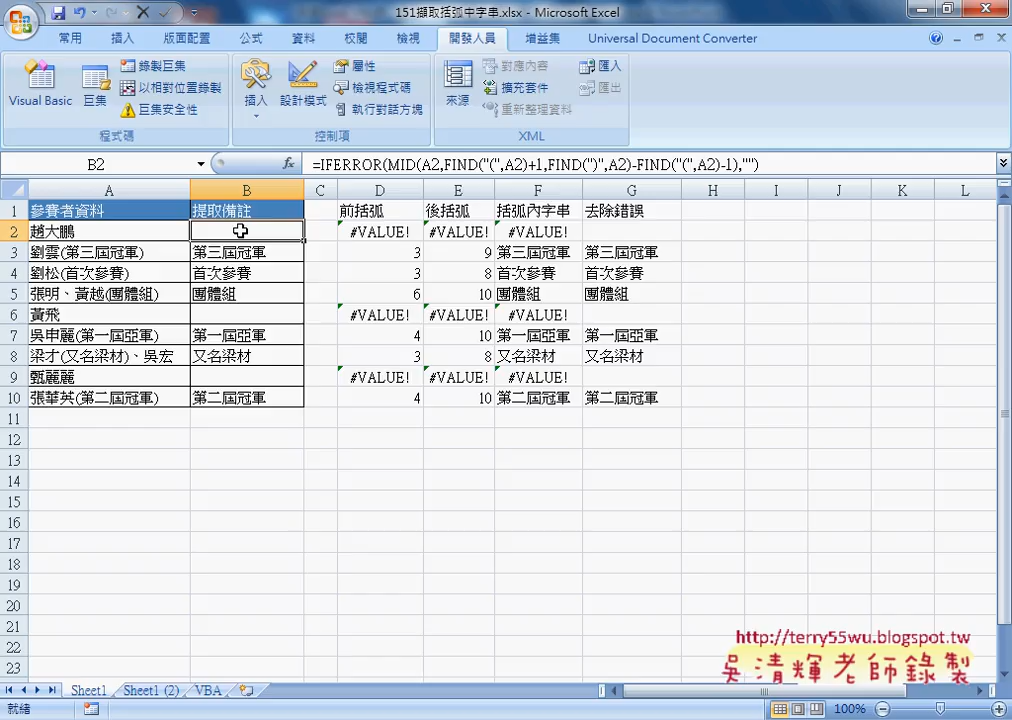 151擷取括弧中字串.xlsx - Microsoft Excel
常用 插入 版面配置 公式 資料 校閱 檢視 開發人員 增益集 Universal Document Converter
Visual Basic 巨集 錄製巨集 以相對位置錄製 巨集安全性
插入 設計模式 屬性 檢視程式碼 執行對話方塊
來源 對應內容 擴充套件 重新整理資料 匯入 匯出
程式碼 控制項 XML
B2 fx =IFERROR(MID(A2,FIND("(",A2)+1,FIND(")",A2)-FIND("(",A2)-1),"")
A B C D E F G H I J K L
1 參賽者資料 提取備註 前括弧 後括弧 括弧內字串 去除錯誤
2 趙大鵬 #VALUE! #VALUE! #VALUE!
3 劉雲(第三屆冠軍) 第三屆冠軍 3 9 第三屆冠軍 第三屆冠軍
4 劉松(首次參賽) 首次參賽 3 8 首次參賽 首次參賽
5 張明、黃越(團體組) 團體組 6 10 團體組 團體組
6 黃飛 #VALUE! #VALUE! #VALUE!
7 吳申麗(第一屆亞軍) 第一屆亞軍 4 10 第一屆亞軍 第一屆亞軍
8 梁才(又名梁材)、吳宏 又名梁材 3 8 又名梁材 又名梁材
9 甄麗麗 #VALUE! #VALUE! #VALUE!
10 張華英(第二屆冠軍) 第二屆冠軍 4 10 第二屆冠軍 第二屆冠軍
11
12
13
14
15
16
17
18
19
20
21
22
23
http://terry55wu.blogspot.tw
吳清輝老師錄製
Sheet1 Sheet1 (2) VBA
就緒 100%